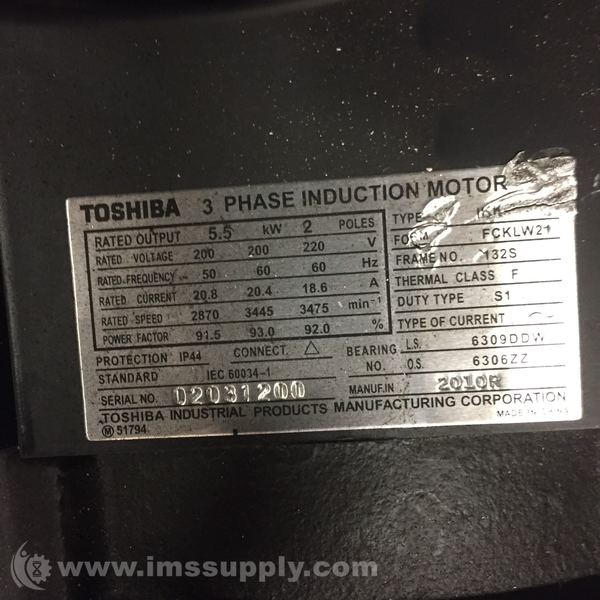 TOSHIBA 3 PHASE INDUCTION MOTOR
RATED OUTPUT 5.5 kW 2 POLES
RATED VOLTAGE 200 200 220 V
RATED FREQUENCY 50 60 60 Hz
RATED CURRENT 20.8 20.4 18.6 A
RATED SPEED 2870 3445 3475 min-1
POWER FACTOR 91.5 93.0 92.0 %
PROTECTION IP44 CONNECT. △
STANDARD IEC 60034-1
SERIAL NO. 02031200
TYPE
FORM FCKLW21
FRAME NO. 132S
THERMAL CLASS F
DUTY TYPE S1
TYPE OF CURRENT
BEARING L.S. 6309DDW
NO. O.S. 6306ZZ
MANUF.IN 2010R
TOSHIBA INDUSTRIAL PRODUCTS MANUFACTURING CORPORATION
Ⓜ 51794 MADE IN CHINA
www.imssupply.com